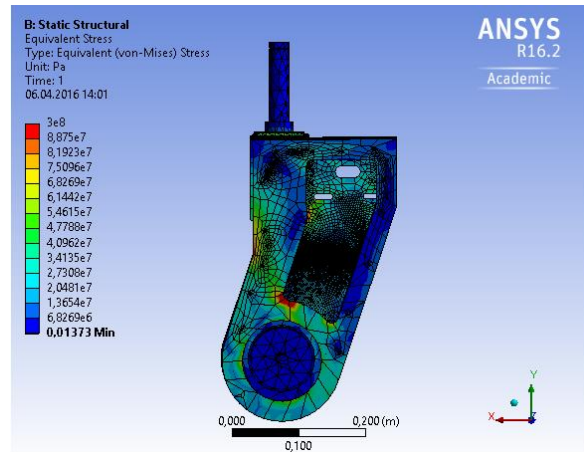 B: Static Structural
Equivalent Stress
Type: Equivalent (von-Mises) Stress
Unit: Pa
Time: 1
06.04.2016 14:01
3e8
8,875e7
8,1923e7
7,5096e7
6,8269e7
6,1442e7
5,4615e7
4,7788e7
4,0962e7
3,4135e7
2,7308e7
2,0481e7
1,3654e7
6,8269e6
0,01373 Min
ANSYS
R16.2
Academic
0,000
0,200 (m)
0,100
Y
X
Z